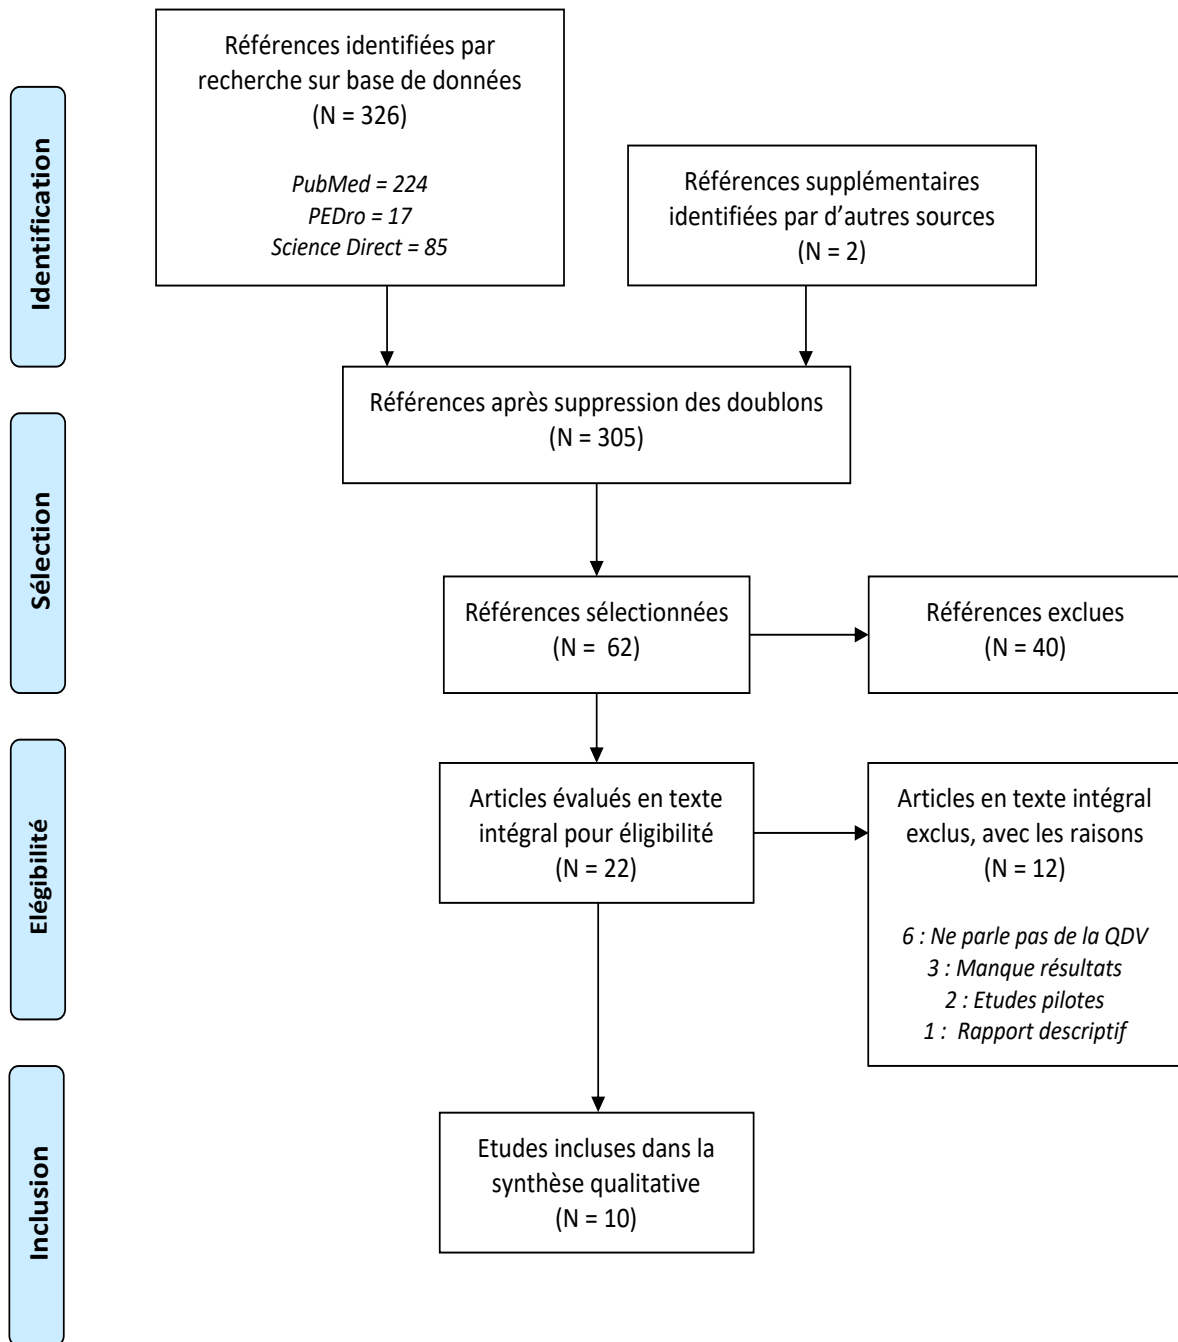 Références identifiées par
recherche sur base de données
(N = 326)
PubMed = 224
PEDro = 17
Science Direct = 85
Références supplémentaires
identifiées par d'autres sources
(N = 2)
Identification
Références après suppression des doublons
(N = 305)
Sélection
Références sélectionnées
(N = 62)
Références exclues
(N = 40)
Elégibilité
Articles évalués en texte
intégral pour éligibilité
(N = 22)
Articles en texte intégral
exclus, avec les raisons
(N = 12)
6 : Ne parle pas de la QDV
3 : Manque résultats
2 : Etudes pilotes
1 : Rapport descriptif
Inclusion
Etudes incluses dans la
synthèse qualitative
(N = 10)